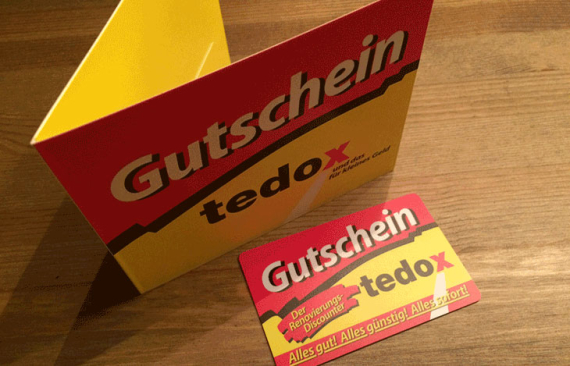 Gutschein
tedox
und das
für kleines Geld
Gutschein
tedox
Der
Renovierungs-
Discounter
Alles gut! Alles günstig! Alles sofort!